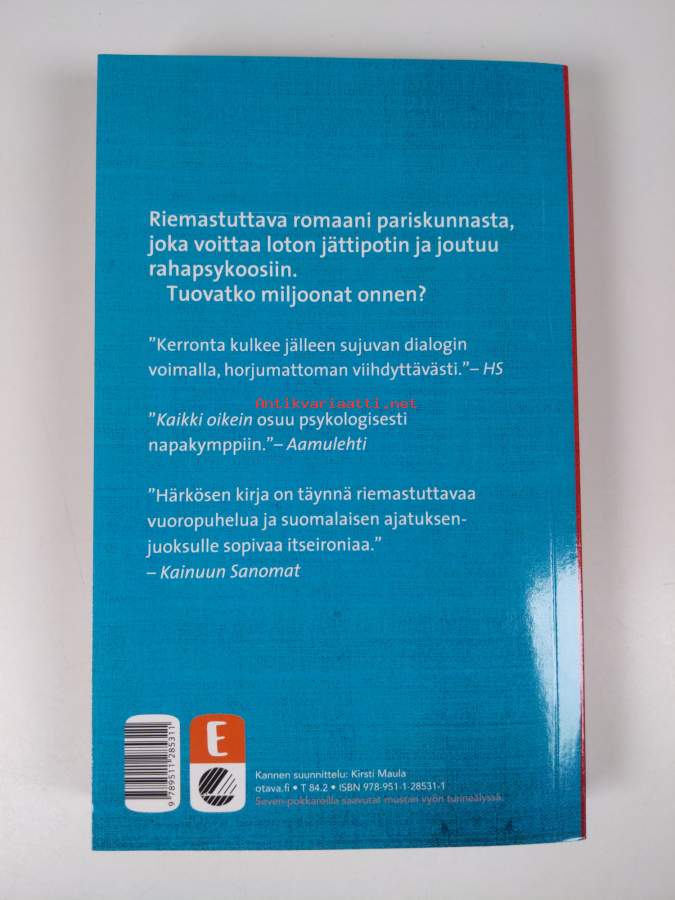 Riemastuttava romaani pariskunnasta,
joka voittaa loton jättipotin ja joutuu
rahapsykoosiin.
Tuovatko miljoonat onnen?
”Kerronta kulkee jälleen sujuvan dialogin
voimalla, horjumattoman viihdyttävästi.”– HS
Antikvariaatti.net
”Kaikki oikein osuu psykologisesti
napakymppiin.”– Aamulehti
”Härkösen kirja on täynnä riemastuttavaa
vuoropuhelua ja suomalaisen ajatuksen-
juoksulle sopivaa itseironiaa.”
– Kainuun Sanomat
9 789511 285311
E
Kannen suunnittelu: Kirsti Maula
otava.fi • T 84.2 • ISBN 978-951-1-28531-1
Seven-pokkareilla saavutat mustan vyön tunneälyssä.